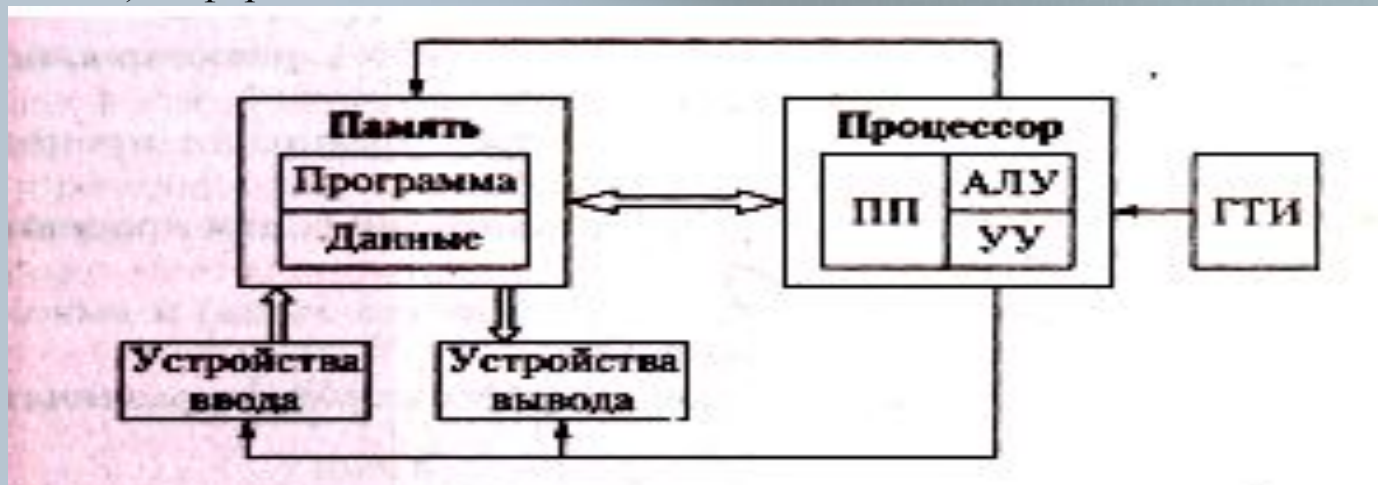 Память
Программа
Данные
Процессор
ПП
АЛУ
УУ
ГТИ
Устройства
ввода
Устройства
вывода